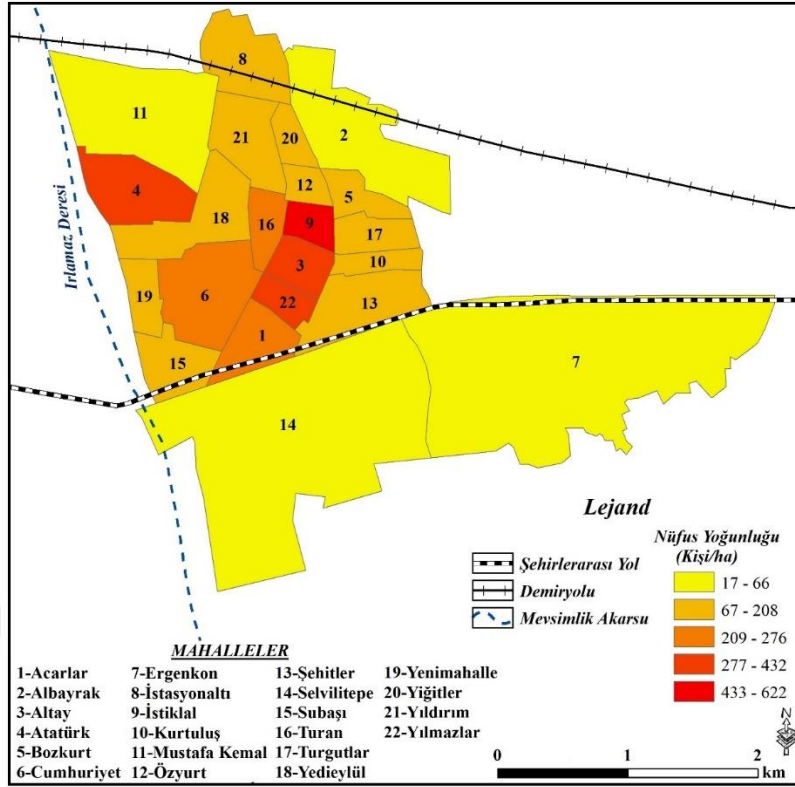 8
11
2
21
20
12
4
5
18
16
9
17
10
3
19
6
22
13
1
15
7
14
Irlamaz Deresi
Lejand
Nüfus Yoğunluğu
(Kişi/ha)
17 - 66
67 - 208
209 - 276
277 - 432
433 - 622
Şehirlerarası Yol
Demiryolu
Mevsimlik Akarsu
MAHALLELER
1-Acarlar 7-Ergenkon 13-Şehitler 19-Yenimahalle
2-Albayrak 8-İstasyonaltı 14-Selvilitepe 20-Yiğitler
3-Altay 9-İstiklal 15-Subaşı 21-Yıldırım
4-Atatürk 10-Kurtuluş 16-Turan 22-Yılmazlar
5-Bozkurt 11-Mustafa Kemal 17-Turgutlar
6-Cumhuriyet 12-Özyurt 18-Yedieylül
N
0 1 2
km